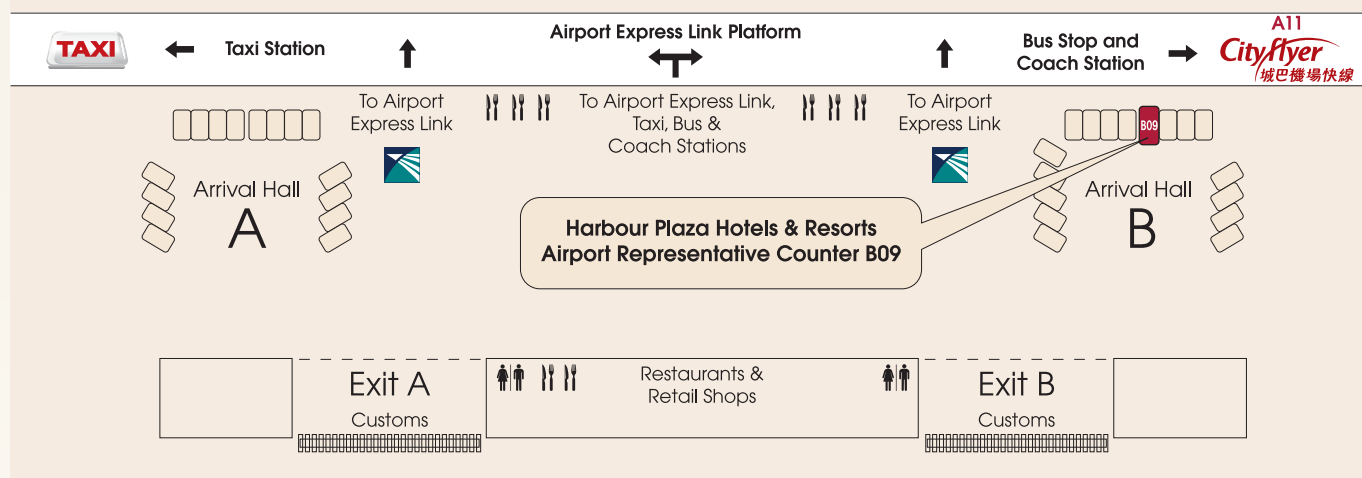 TAXI
Taxi Station
Airport Express Link Platform
Bus Stop and
Coach Station
A11
Cityflyer
城巴機場快線
To Airport
Express Link
To Airport Express Link,
Taxi, Bus &
Coach Stations
To Airport
Express Link
B09
Arrival Hall
A
Arrival Hall
B
Harbour Plaza Hotels & Resorts
Airport Representative Counter B09
Exit A
Customs
Restaurants &
Retail Shops
Exit B
Customs